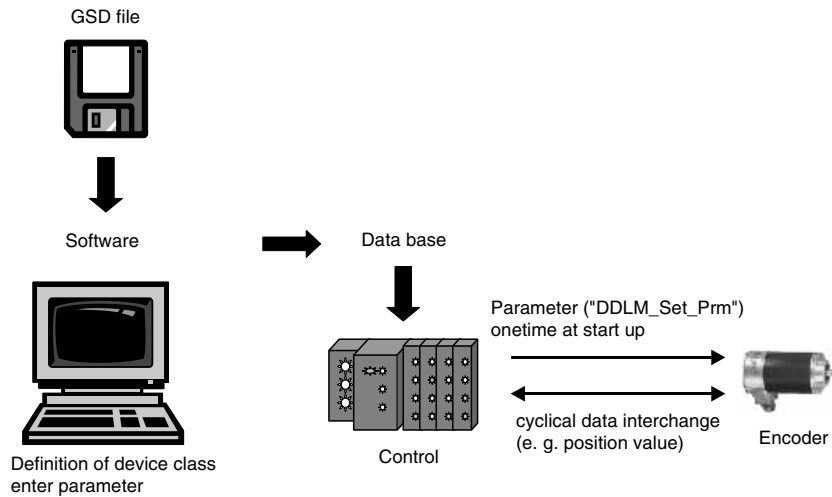 GSD file
Software
Data base
Parameter ("DDLM_Set_Prm")
onetime at start up
cyclical data interchange
(e. g. position value)
Encoder
Control
Definition of device class
enter parameter